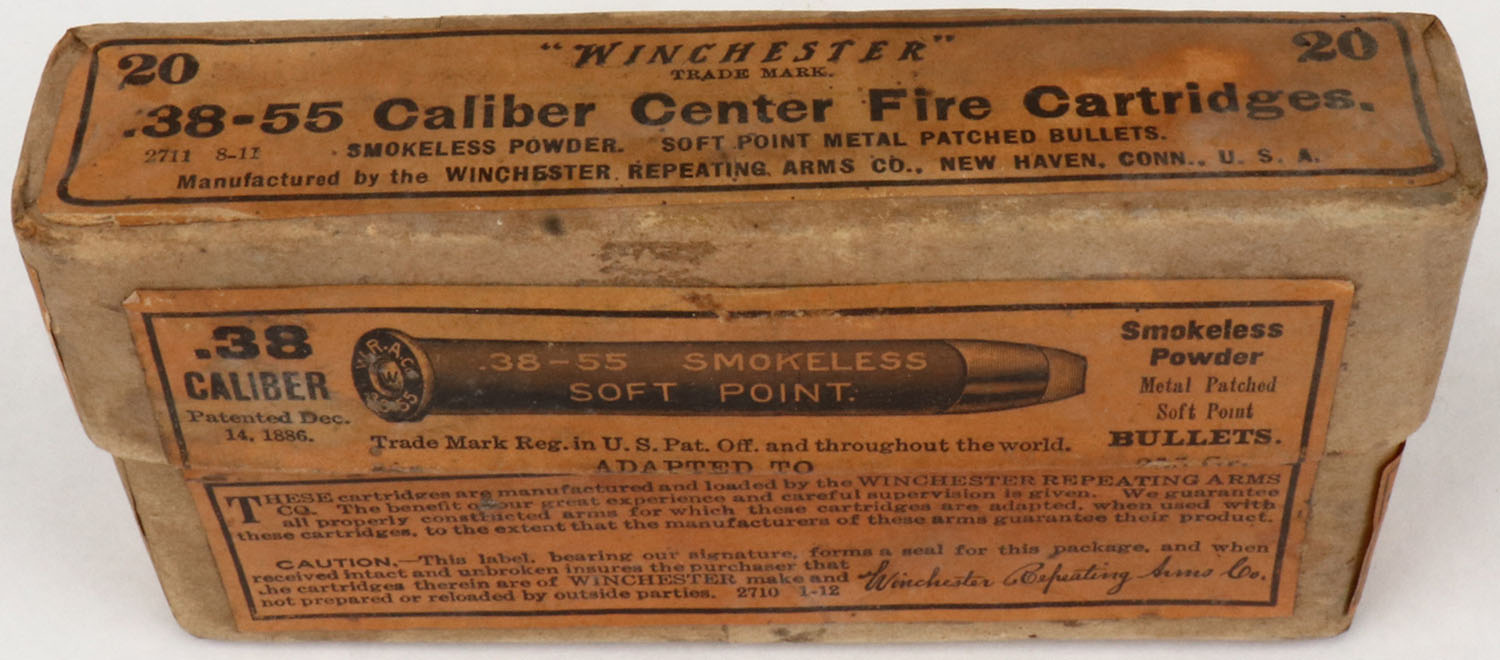 20 "WINCHESTER" 20
TRADE MARK.
.38-55 Caliber Center Fire Cartridges.
2711 8-11 SMOKELESS POWDER. SOFT POINT METAL PATCHED BULLETS.
Manufactured by the WINCHESTER REPEATING ARMS CO., NEW HAVEN, CONN., U. S. A.
.38
CALIBER
Patented Dec.
14, 1886.
W.R.A.Co.
W
38-55
.38-55 SMOKELESS
SOFT POINT.
Smokeless
Powder
Metal Patched
Soft Point
BULLETS.
Trade Mark Reg. in U. S. Pat. Off. and throughout the world.
ADAPTED TO
THESE cartridges are manufactured and loaded by the WINCHESTER REPEATING ARMS
CO. The benefit of our great experience and careful supervision is given. We guarantee
all properly constructed arms for which these cartridges are adapted, when used with
these cartridges, to the extent that the manufacturers of these arms guarantee their product.
CAUTION.—This label, bearing our signature, forms a seal for this package, and when
received intact and unbroken insures the purchaser that
he cartridges therein are of WINCHESTER make and
not prepared or reloaded by outside parties. 2710 1-12
Winchester Repeating Arms Co.